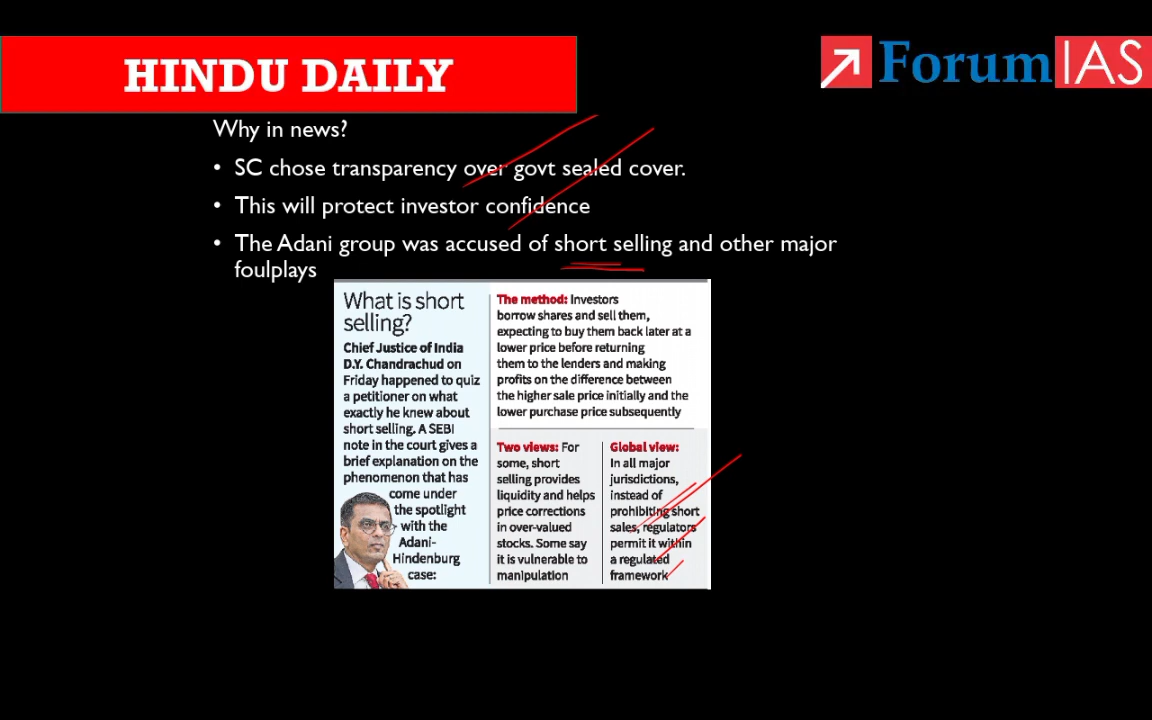 HINDU DAILY
ForumIAS
Why in news?
• SC chose transparency over govt sealed cover.
• This will protect investor confidence
• The Adani group was accused of short selling and other major
foulplays
What is short
selling?
Chief Justice of India
D.Y. Chandrachud on
Friday happened to quiz
a petitioner on what
exactly he knew about
short selling. A SEBI
note in the court gives a
brief explanation on the
phenomenon that has
come under
the spotlight
with the
Adani-
Hindenburg
case:
The method: Investors
borrow shares and sell them,
expecting to buy them back later at a
lower price before returning
them to the lenders and making
profits on the difference between
the higher sale price initially and the
lower purchase price subsequently
Two views: For
some, short
selling provides
liquidity and helps
price corrections
in over-valued
stocks. Some say
it is vulnerable to
manipulation
Global view:
In all major
jurisdictions,
instead of
prohibiting short
sales, regulators
permit it within
a regulated
framework